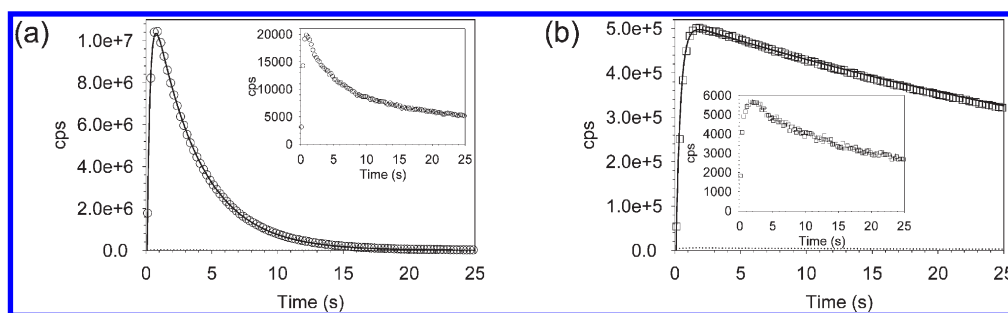 (a)
1.0e+7
8.0e+6
6.0e+6
4.0e+6
2.0e+6
0.0
cps
0 5 10 15 20 25
Time (s)
20000
15000
10000
5000
0
cps
0 5 10 15 20 25
Time (s)
(b)
5.0e+5
4.0e+5
3.0e+5
2.0e+5
1.0e+5
0.0
cps
0 5 10 15 20 25
Time (s)
6000
5000
4000
3000
2000
1000
0
cps
0 5 10 15 20 25
Time (s)